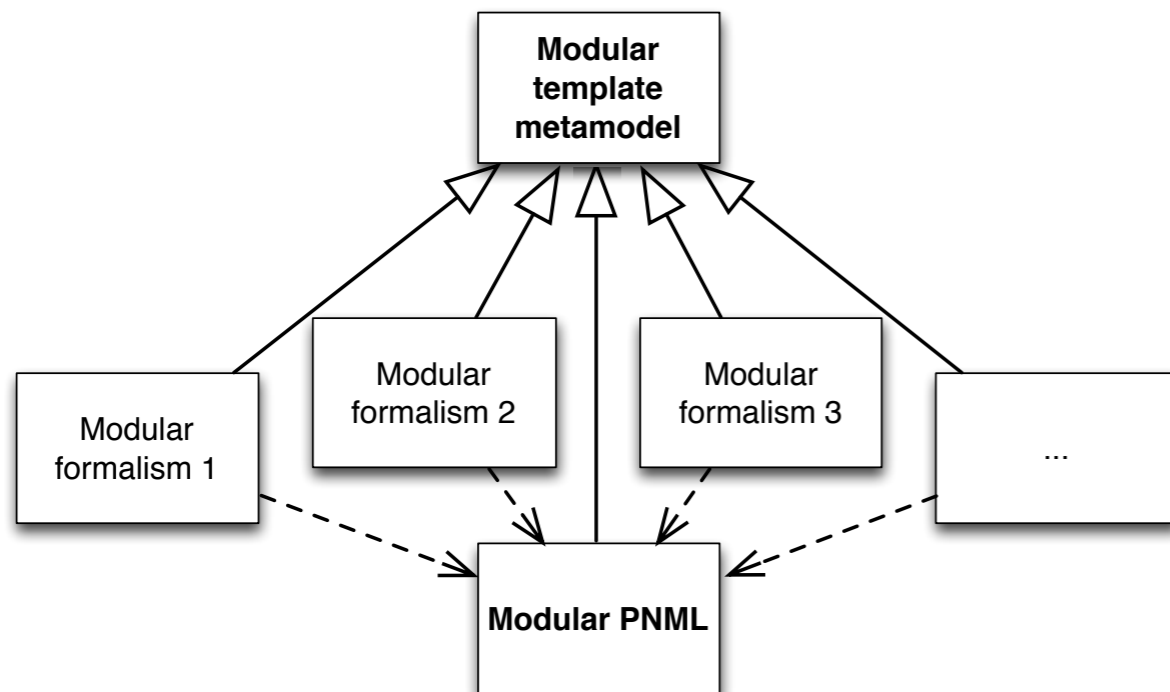 Modular
template
metamodel
Modular
formalism 1
Modular
formalism 2
Modular
formalism 3
...
Modular PNML